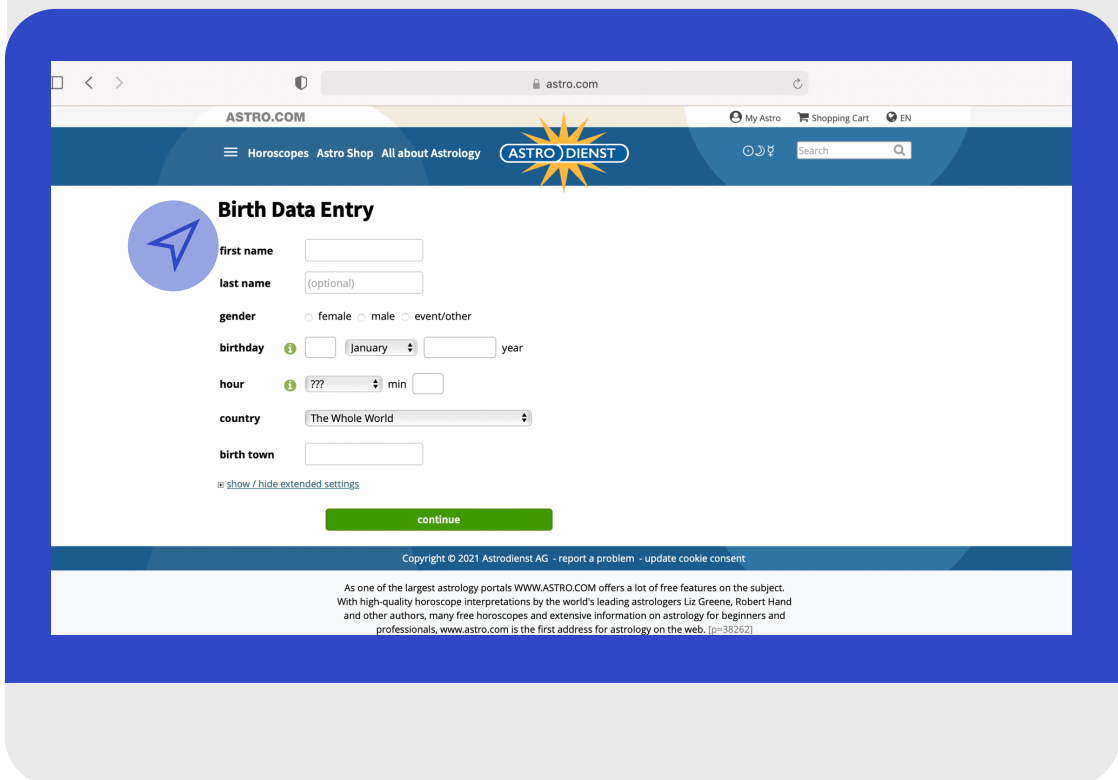 astro.com
ASTRO.COM
My Astro Shopping Cart EN
Horoscopes Astro Shop All about Astrology ASTRO DIENST Search
Birth Data Entry
first name
last name (optional)
gender female male event/other
birthday January year
hour ??? min
country The Whole World
birth town
show / hide extended settings
continue
Copyright © 2021 Astrodienst AG - report a problem - update cookie consent
As one of the largest astrology portals WWW.ASTRO.COM offers a lot of free features on the subject.
With high-quality horoscope interpretations by the world's leading astrologers Liz Greene, Robert Hand
and other authors, many free horoscopes and extensive information on astrology for beginners and
professionals, www.astro.com is the first address for astrology on the web. [p=38262]